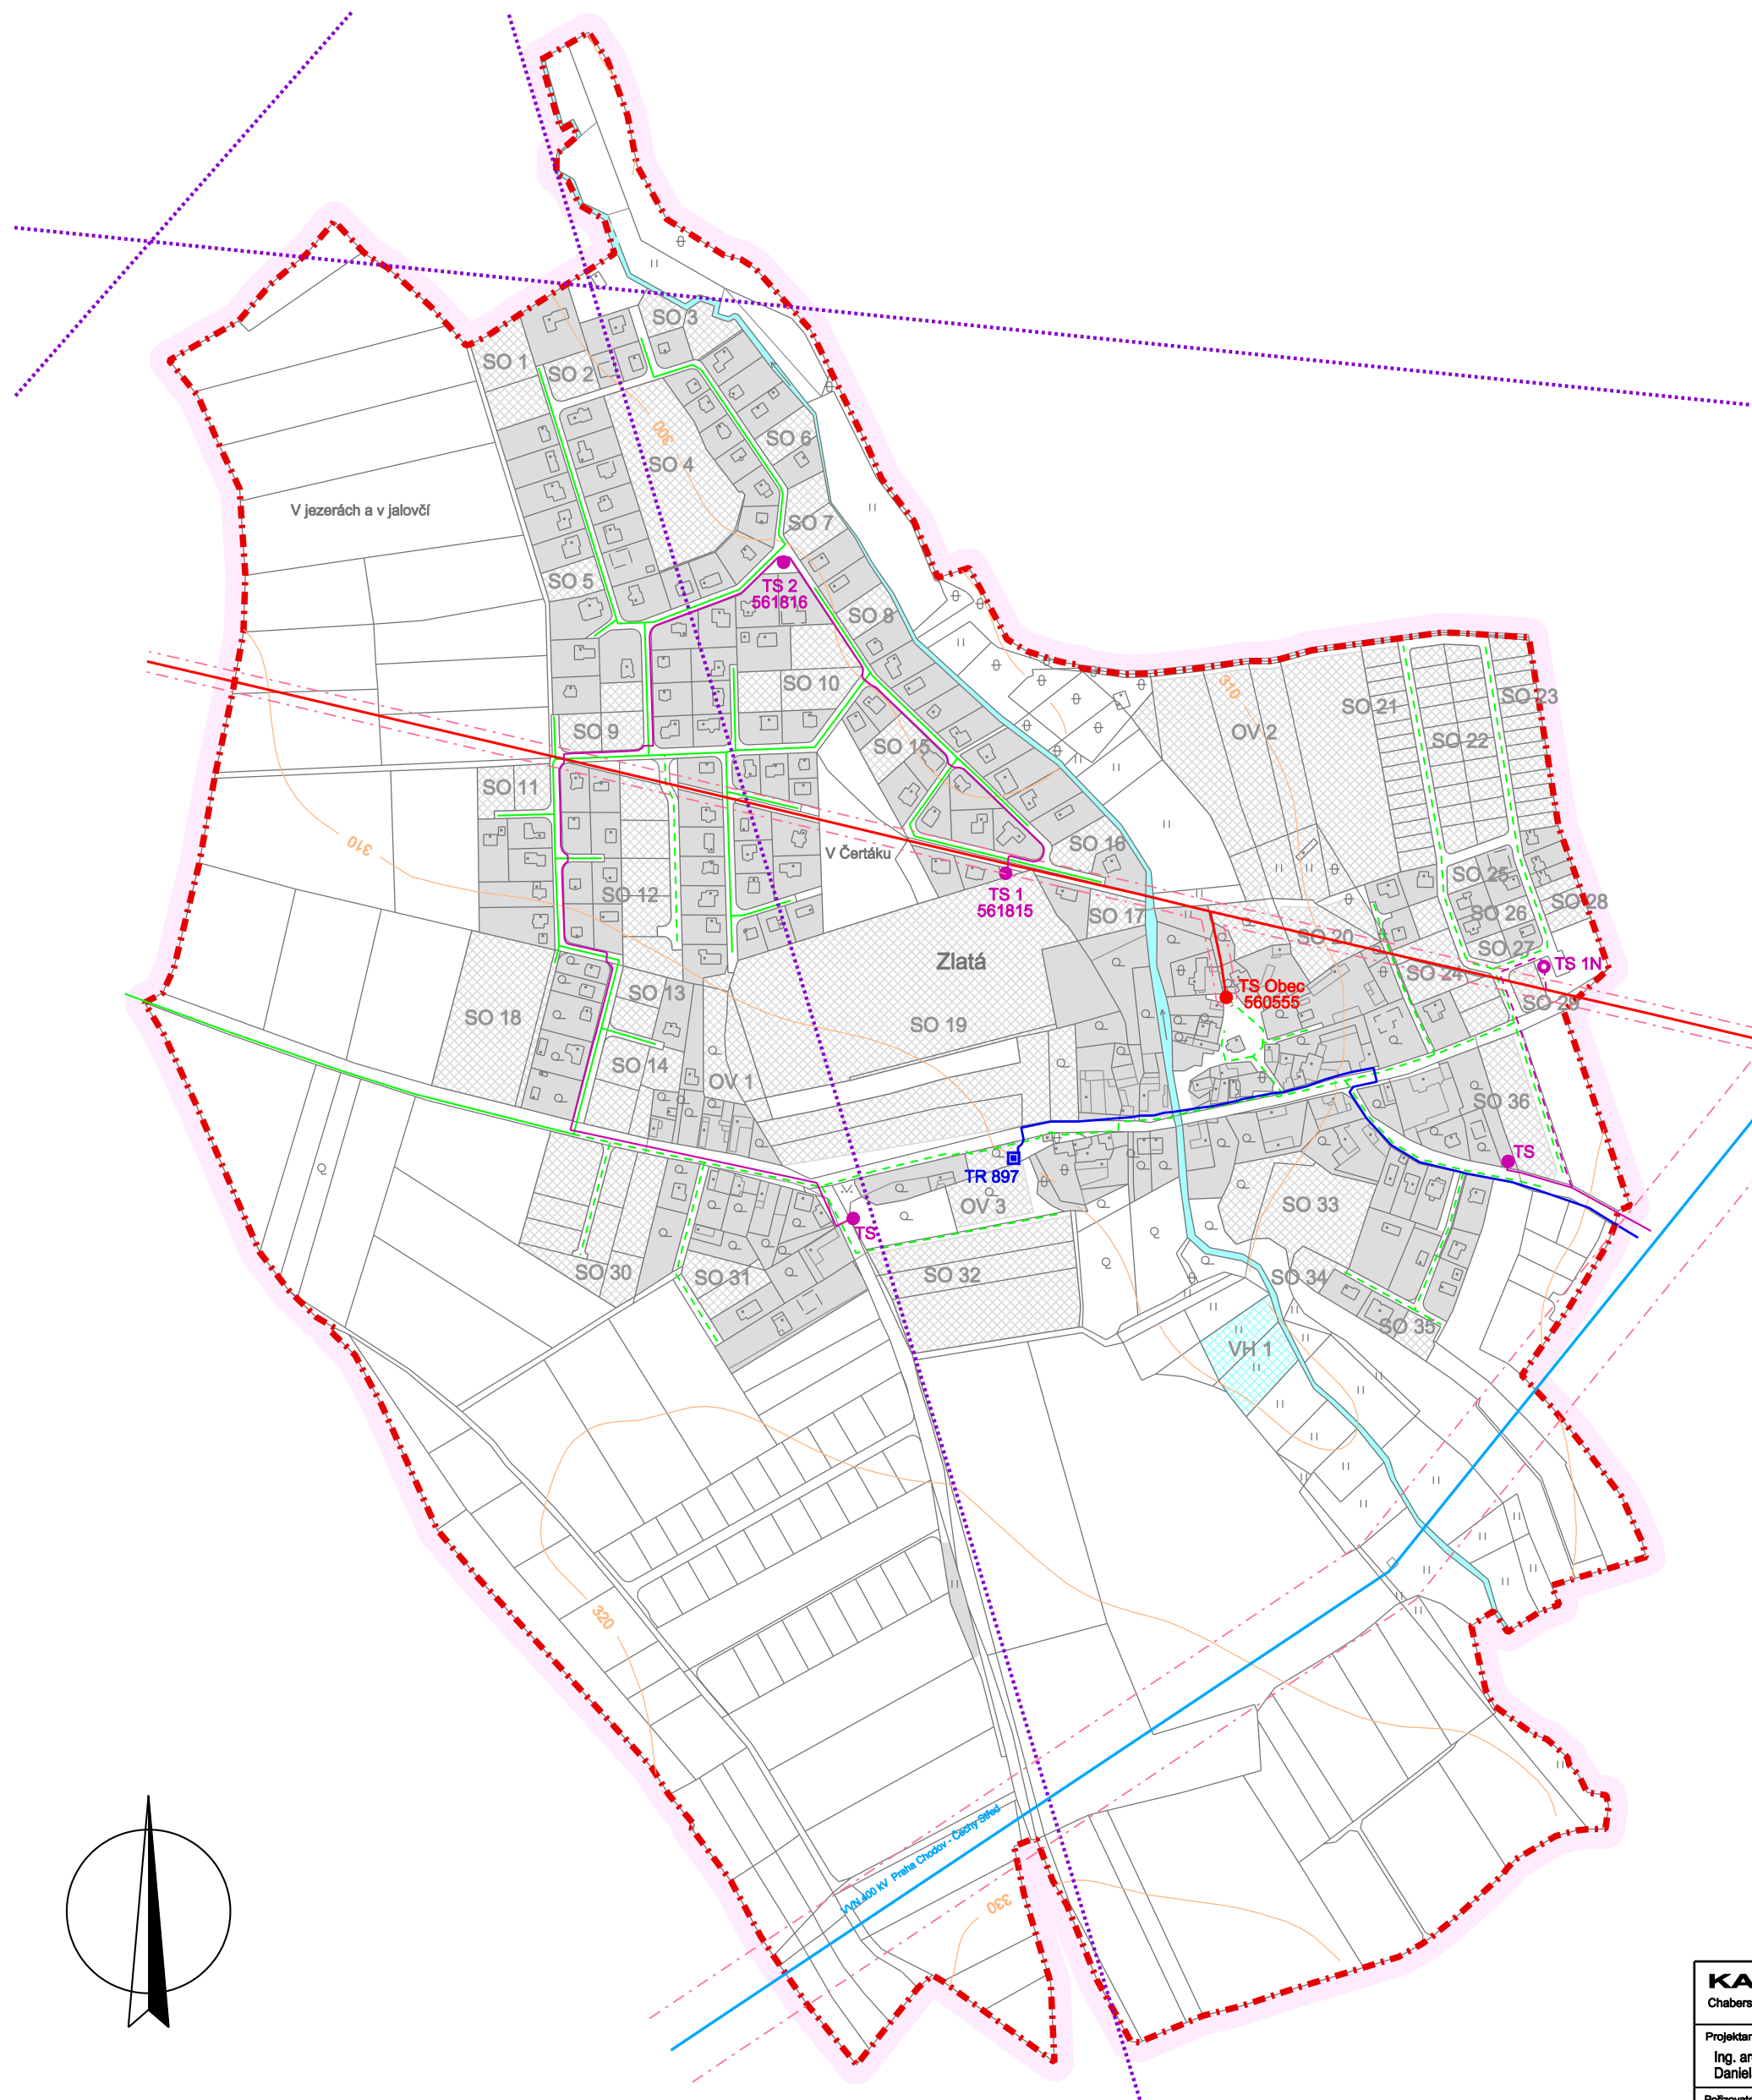 SO 3
SO 1
SO 2
300
SO 6
SO 4
V jezerách a v jalovčí
SO 7
SO 5
TS 2
561816
SO 8
SO 10
310
SO 23
SO 21
SO 9
OV 2
SO 22
SO 15
SO 11
310
SO 16
V Čertáku
SO 25
TS 1
561815
SO 12
SO 28
SO 17
SO 26
SO 20
SO 27
Zlatá
TS 1N
SO 24
TS Obec
560555
SO 13
SO 29
SO 18
SO 19
SO 14
OV 1
SO 36
TS
TR 897
OV 3
SO 33
TS
SO 30
SO 31
SO 32
SO 34
SO 35
VH 1
320
VVN 400 kV Praha Chodov - Čechy Střed
330
KA
Chabers
Projektan
Ing. ar
Daniel